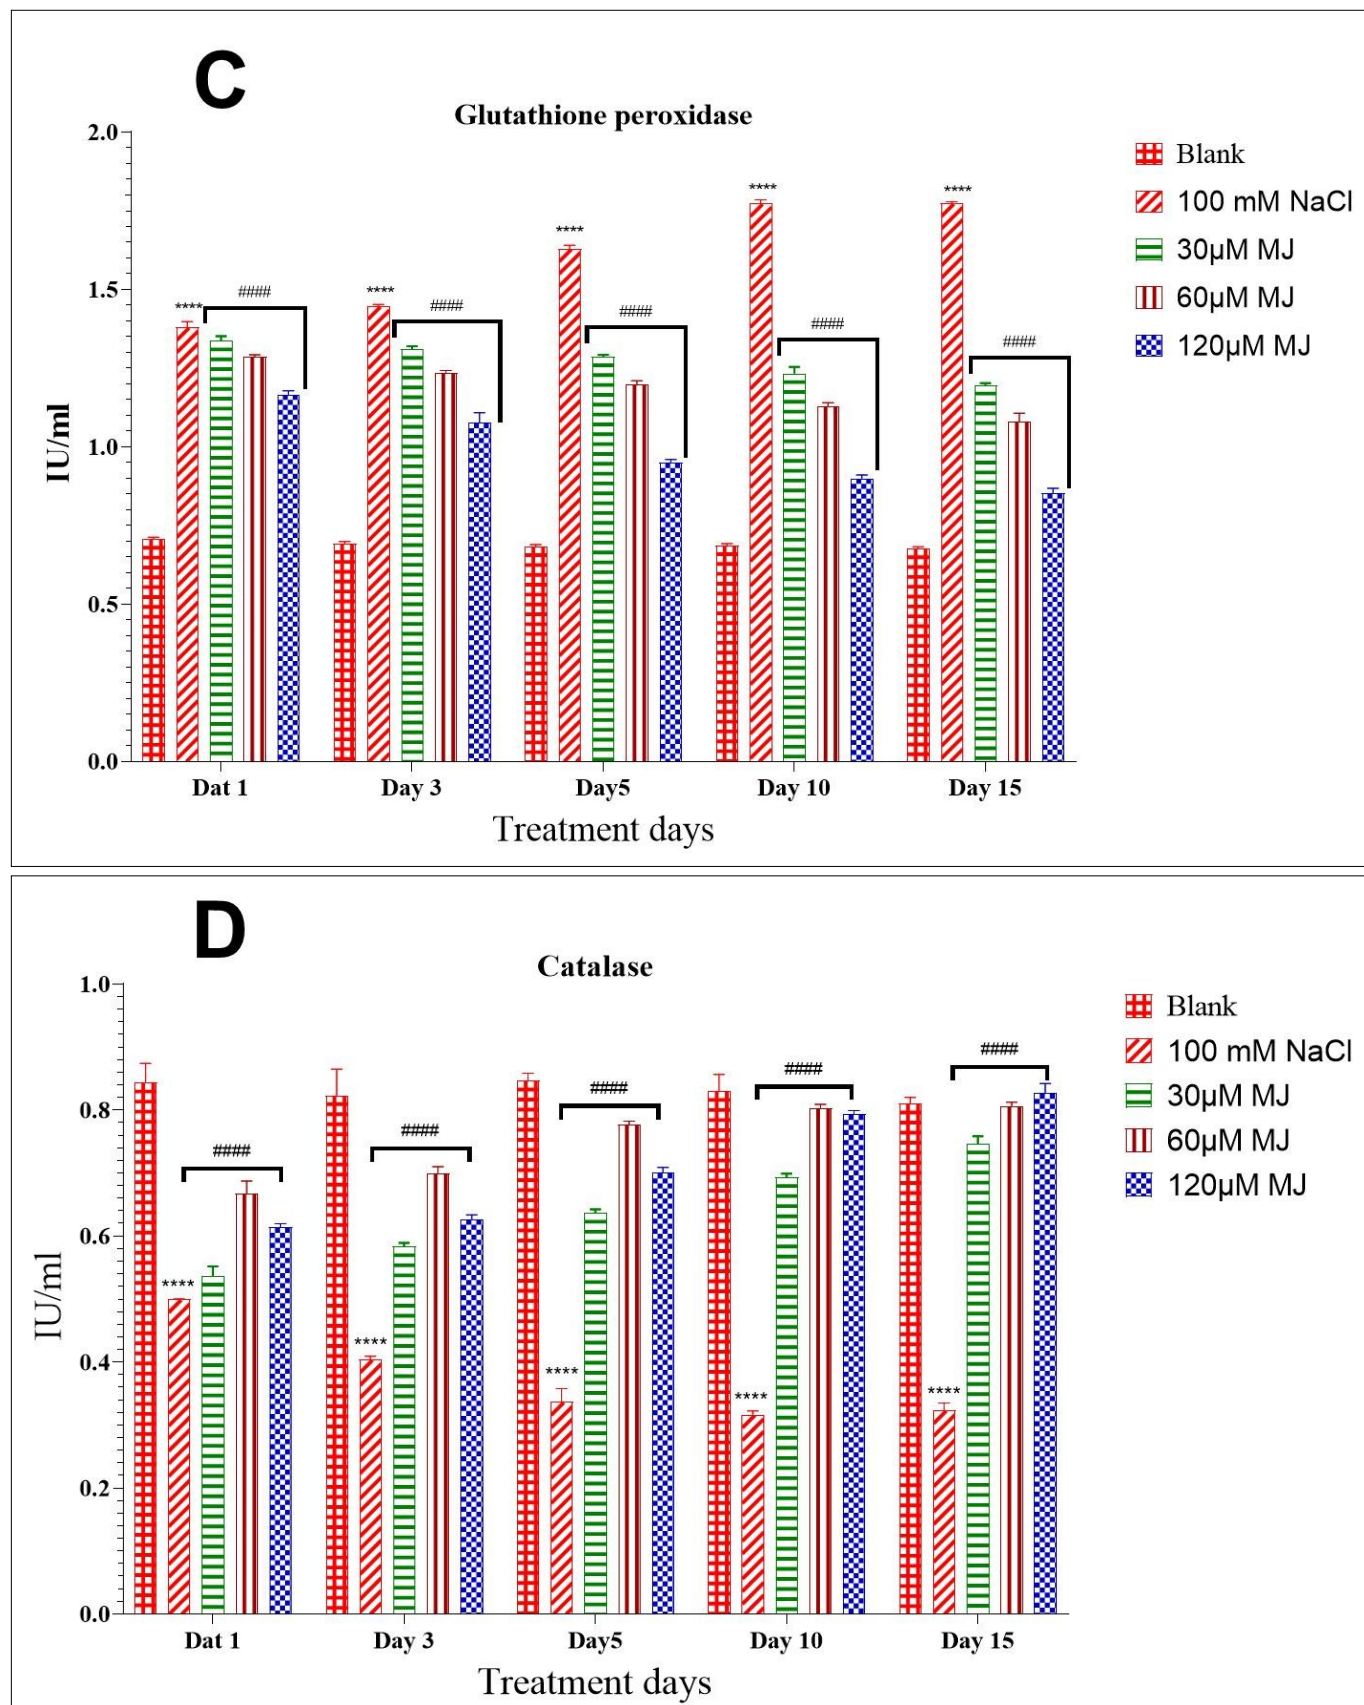 C
Glutathione peroxidase
2.0
1.5
1.0
0.5
0.0
IU/ml
****
####
****
####
****
####
****
####
****
####
Blank
100 mM NaCl
30µM MJ
60µM MJ
120µM MJ
Dat 1 Day 3 Day5 Day 10 Day 15
Treatment days
D
Catalase
1.0
0.8
0.6
0.4
0.2
0.0
IU/ml
####
****
####
****
####
****
####
****
####
****
Blank
100 mM NaCl
30µM MJ
60µM MJ
120µM MJ
Dat 1 Day 3 Day5 Day 10 Day 15
Treatment days